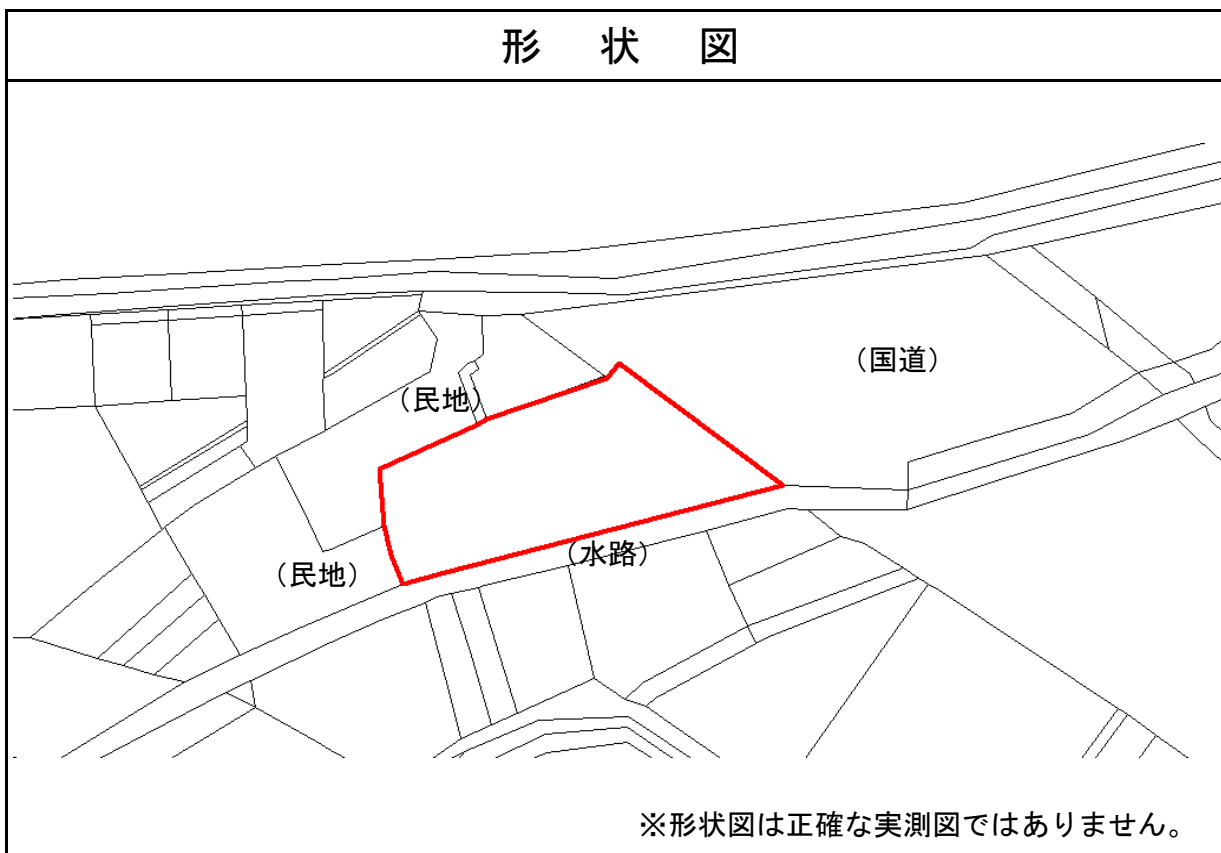 形　状　図
（国道）
（民地）
（水路）
（民地）
※形状図は正確な実測図ではありません。